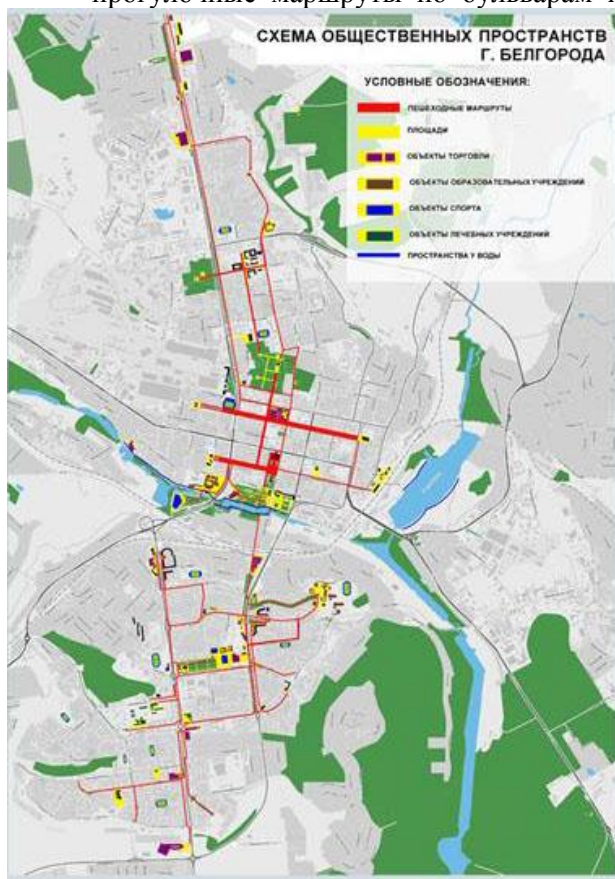 прогулочные маршруты по бульварам
СХЕМА ОБЩЕСТВЕННЫХ ПРОСТРАНСТВ
Г. БЕЛГОРОДА
УСЛОВНЫЕ ОБОЗНАЧЕНИЯ:
ПЕШЕХОДНЫЕ МАРШРУТЫ
ПЛОЩАДИ
ОБЪЕКТЫ ТОРГОВЛИ
ОБЪЕКТЫ ОБРАЗОВАТЕЛЬНЫХ УЧРЕЖДЕНИЙ
ОБЪЕКТЫ СПОРТА
ОБЪЕКТЫ ЛЕЧЕБНЫХ УЧРЕЖДЕНИЙ
ПРОСТРАНСТВА У ВОДЫ